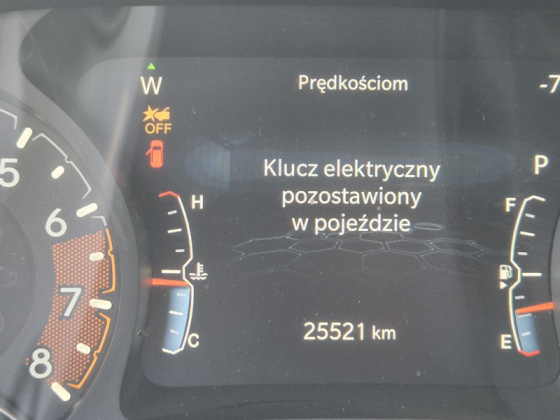 W
Prędkościom
-7
OFF
Klucz elektryczny
pozostawiony
w pojeździe
P
H
F
5
6
7
8
C
E
25521 km